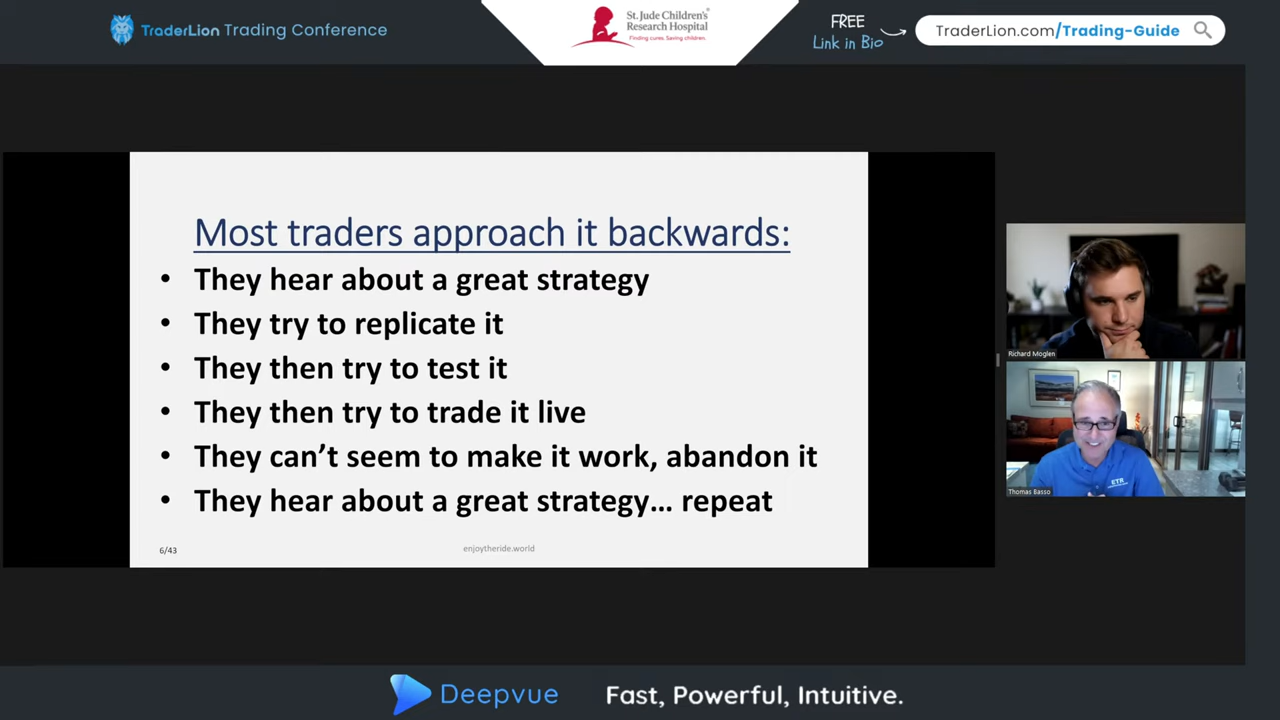 TraderLion Trading Conference
St. Jude Children's
Research Hospital
Finding cures. Saving children.
FREE
Link in Bio
TraderLion.com/Trading-Guide
Most traders approach it backwards:
• They hear about a great strategy
• They try to replicate it
• They then try to test it
• They then try to trade it live
• They can't seem to make it work, abandon it
• They hear about a great strategy... repeat
6/43
enjoytheride.world
Richard Moglen
ETR
Thomas Basso
Deepvue
Fast, Powerful, Intuitive.